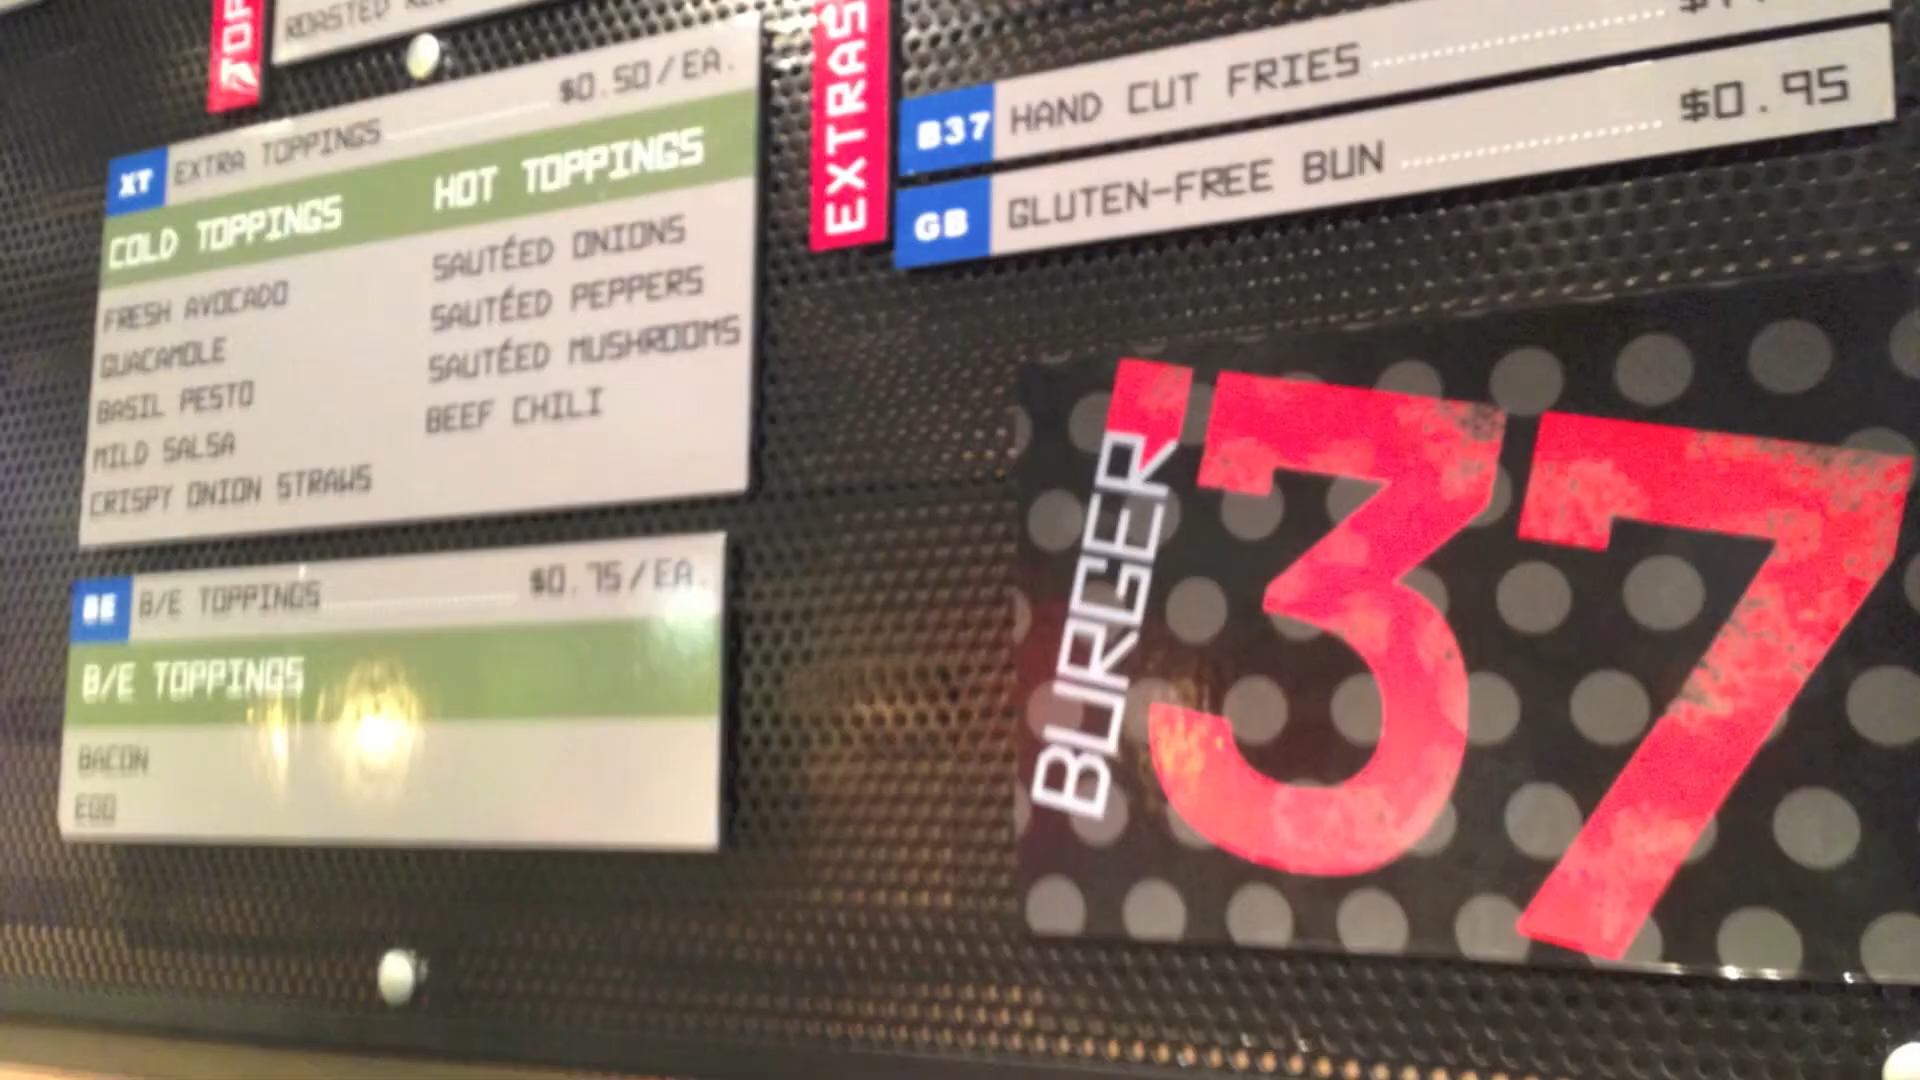 ROASTED
XT EXTRA TOPPINGS $0.50/EA.
COLD TOPPINGS
FRESH AVOCADO
GUACAMOLE
BASIL PESTO
MILD SALSA
CRISPY ONION STRAWS
HOT TOPPINGS
SAUTÉED ONIONS
SAUTÉED PEPPERS
SAUTÉED MUSHROOMS
BEEF CHILI
BE B/E TOPPINGS $0.75/EA.
B/E TOPPINGS
BACON
EGG
EXTRAS
B37 HAND CUT FRIES
GB GLUTEN-FREE BUN $0.95
BURGER '37